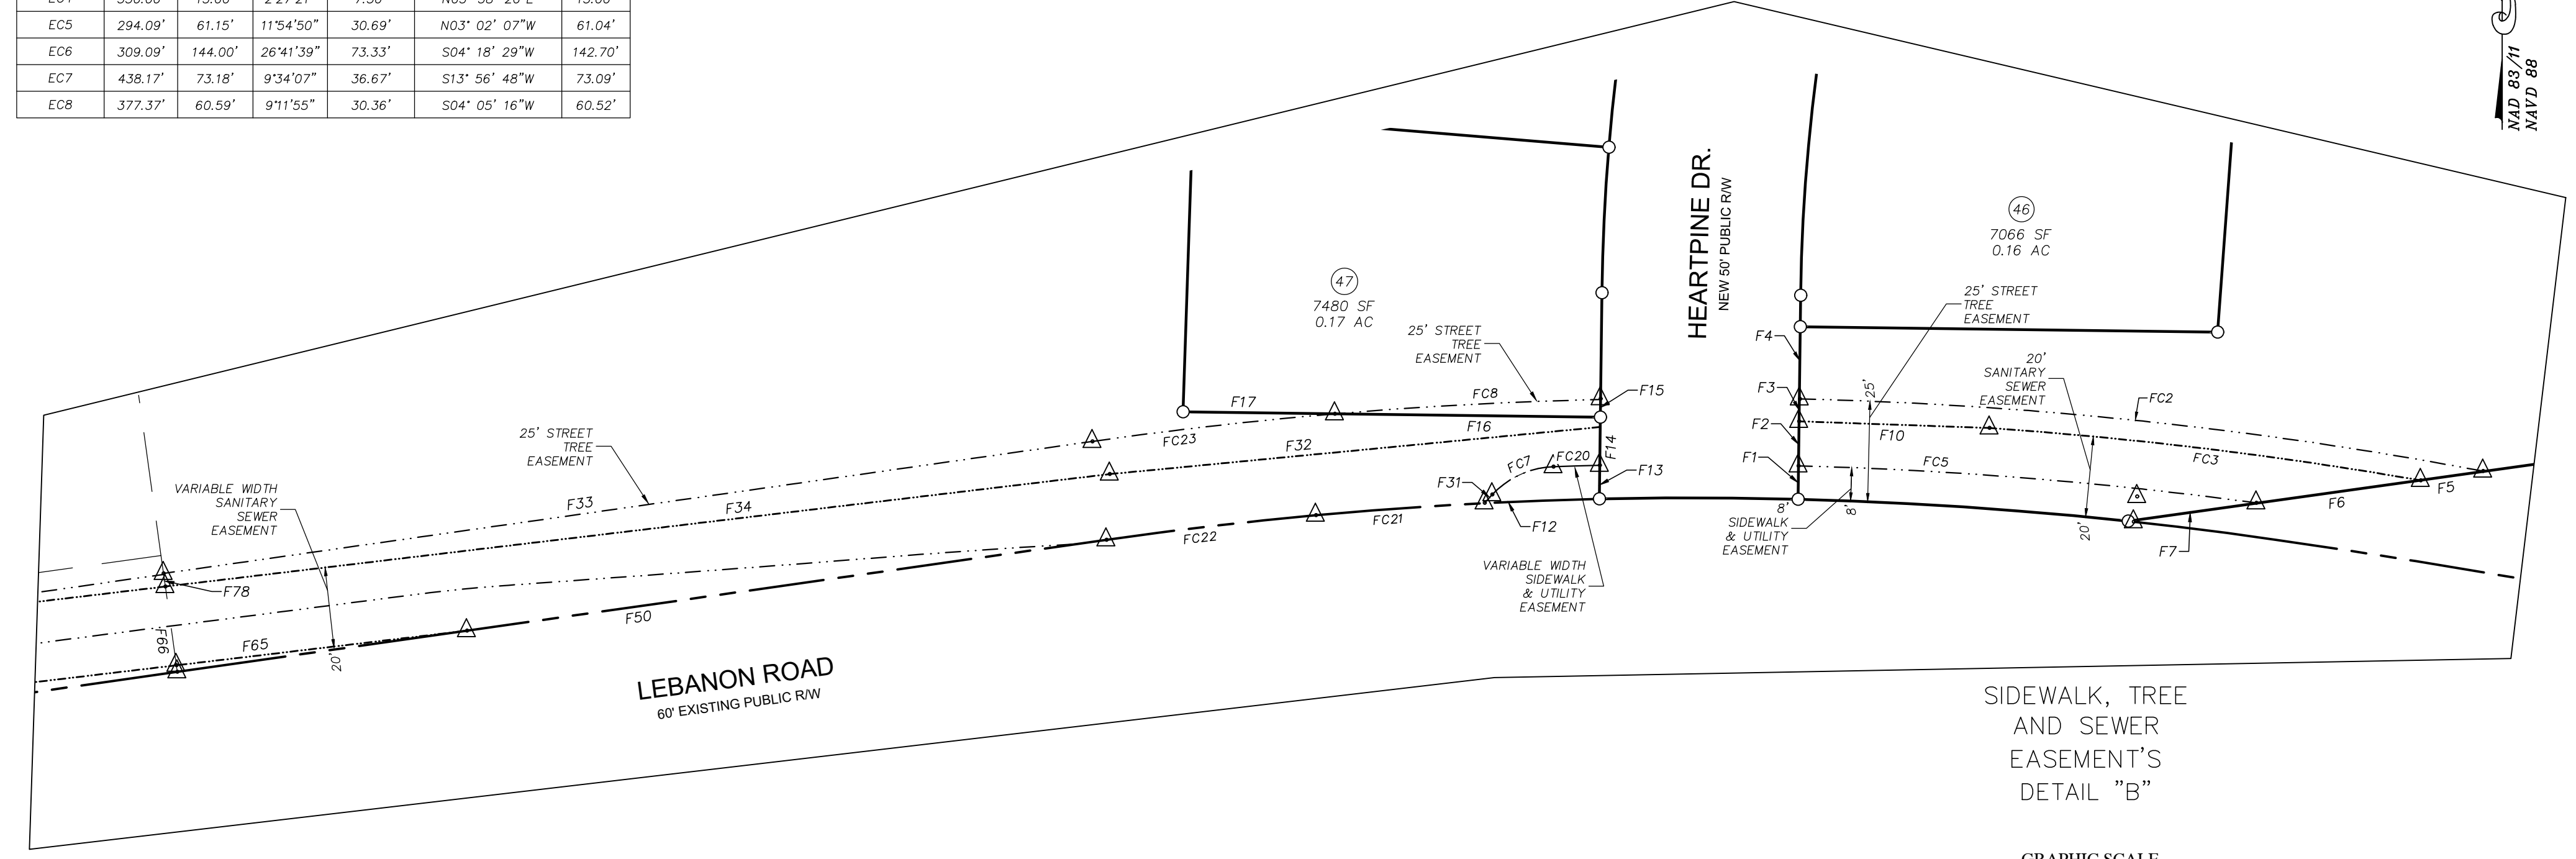 EC5 294.09' 61.15' 11°54'50" 30.69' N03° 02' 07"W 61.04'
EC6 309.09' 144.00' 26°41'39" 73.33' S04° 18' 29"W 142.70'
EC7 438.17' 73.18' 9°34'07" 36.67' S13° 56' 48"W 73.09'
EC8 377.37' 60.59' 9°11'55" 30.36' S04° 05' 16"W 60.52'
NAD 83/11
NAVD 88
HEARTPINE DR.
NEW 50' PUBLIC R/W
46
7066 SF
0.16 AC
47
7480 SF
0.17 AC
25' STREET
TREE
EASEMENT
25' STREET
TREE
EASEMENT
20'
SANITARY
SEWER
EASEMENT
F4
F3
F2
F1
F15
F14
F13
F17
FC8
FC23
F16
F32
FC7
FC20
F31
F12
FC21
FC22
25'
FC2
F10
FC3
FC5
F5
F6
F7
8'
8'
20'
SIDEWALK
& UTILITY
EASEMENT
VARIABLE WIDTH
SIDEWALK
& UTILITY
EASEMENT
25' STREET
TREE
EASEMENT
VARIABLE WIDTH
SANITARY
SEWER
EASEMENT
F33
F34
F78
F66
F65
20'
F50
LEBANON ROAD
60' EXISTING PUBLIC R/W
SIDEWALK, TREE
AND SEWER
EASEMENT'S
DETAIL "B"
GRAPHIC SCALE